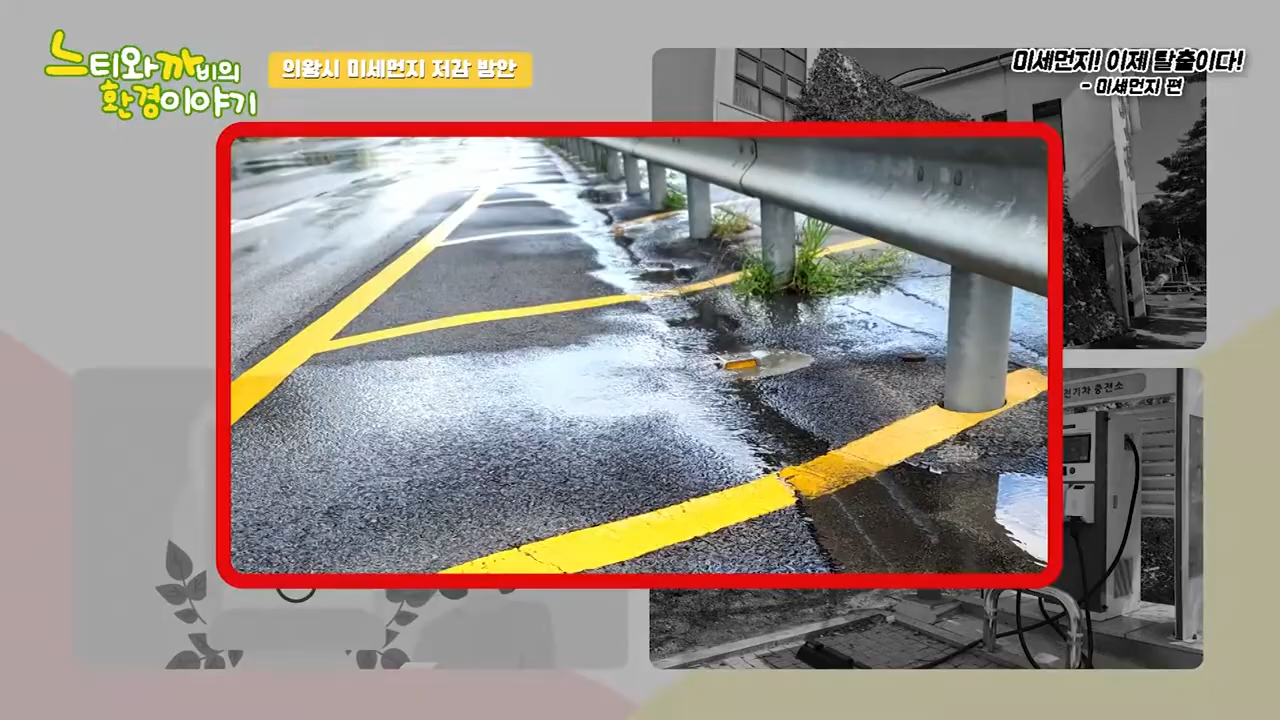 느티와 까비의
환경이야기
의왕시 미세먼지 저감 방안
미세먼지! 이제 탈출이다!
- 미세먼지 편
전기차 충전소